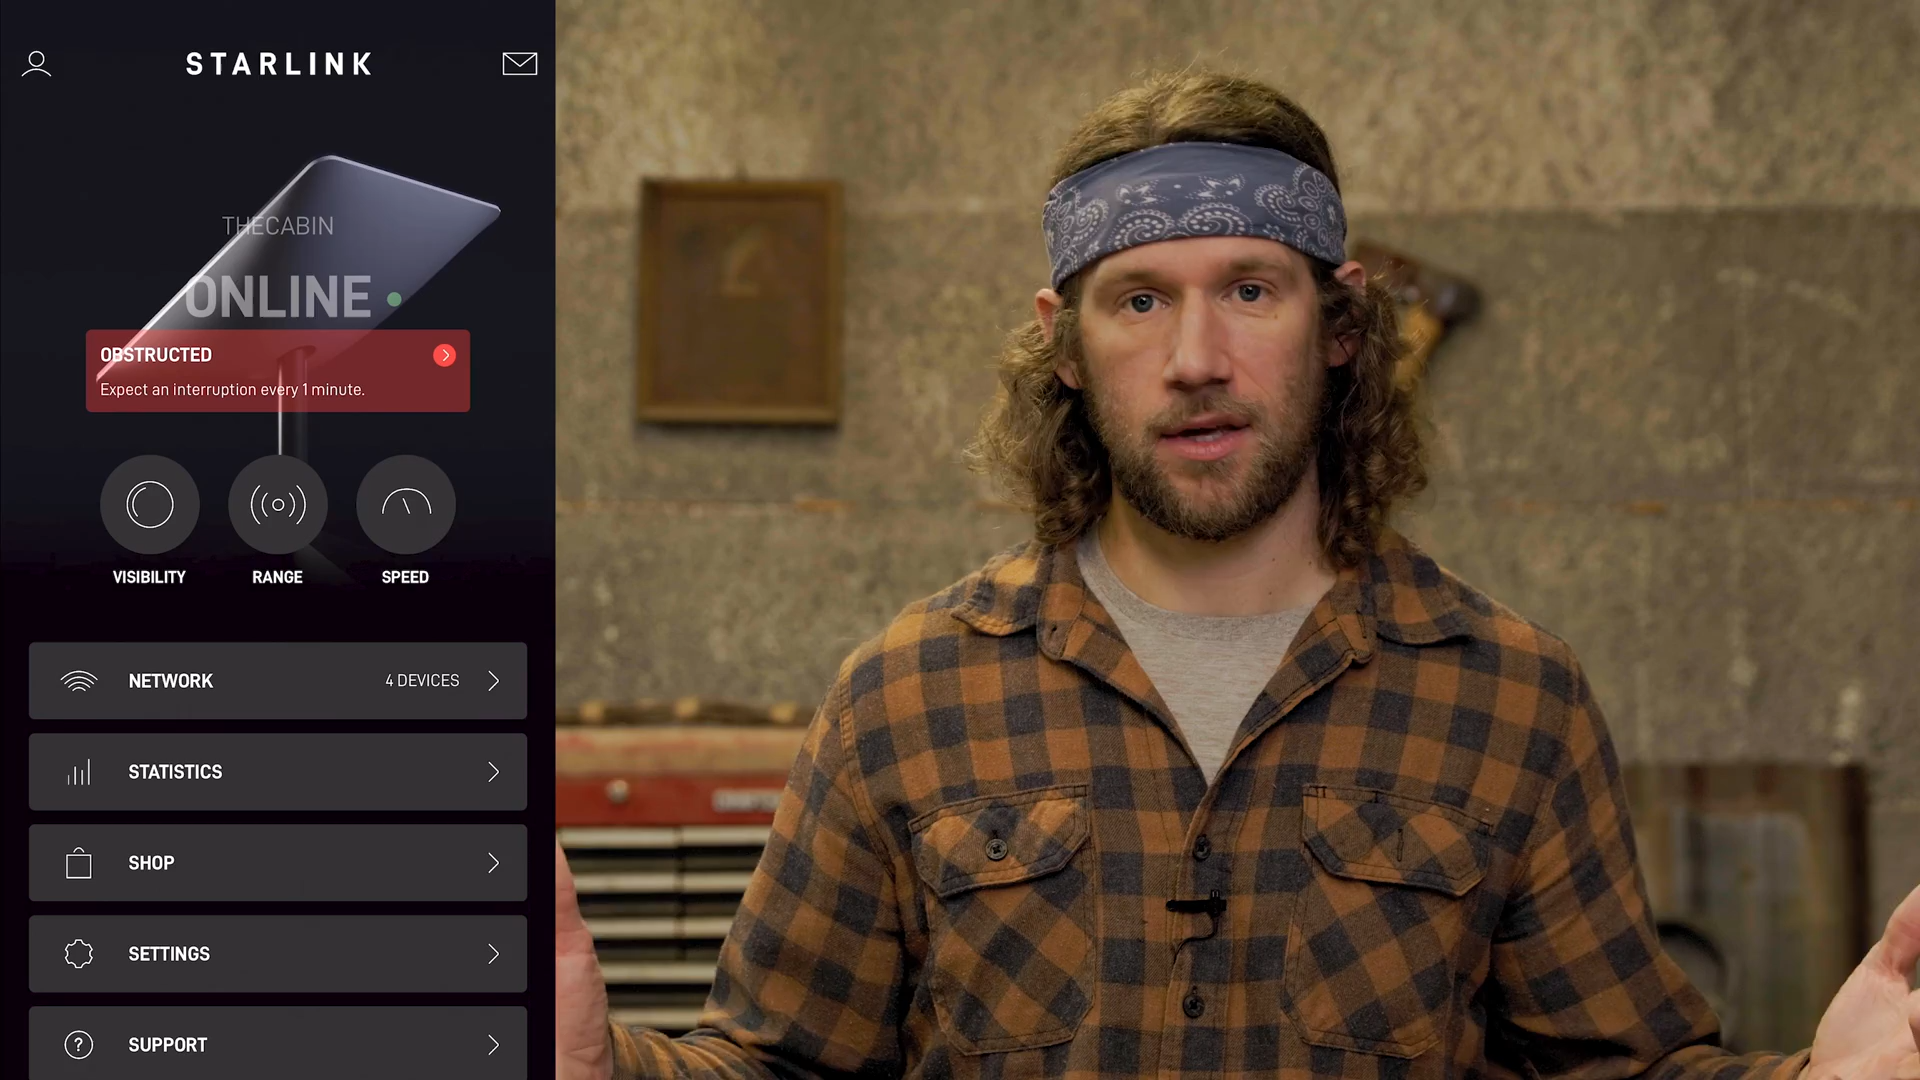 STARLINK
THECABIN
ONLINE
OBSTRUCTED
Expect an interruption every 1 minute.
VISIBILITY
RANGE
SPEED
NETWORK
4 DEVICES
STATISTICS
SHOP
SETTINGS
SUPPORT